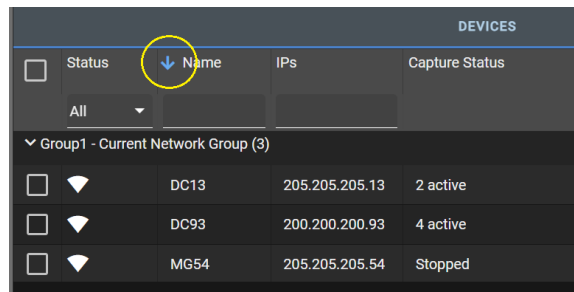 DEVICES
Status Name IPs Capture Status
All
Group1 - Current Network Group (3)
DC13 205.205.205.13 2 active
DC93 200.200.200.93 4 active
MG54 205.205.205.54 Stopped